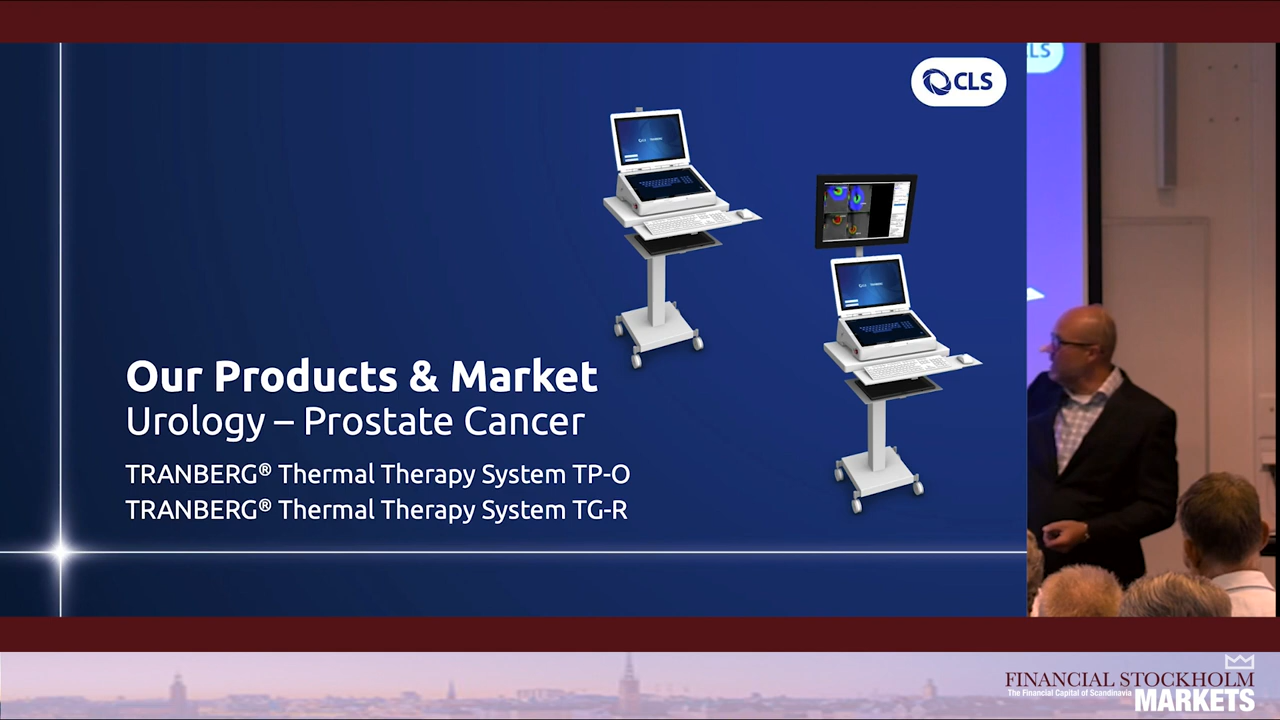 CLS
LS
Our Products & Market
Urology – Prostate Cancer
TRANBERG® Thermal Therapy System TP-O
TRANBERG® Thermal Therapy System TG-R
FINANCIAL STOCKHOLM
The Financial Capital of Scandinavia
MARKETS